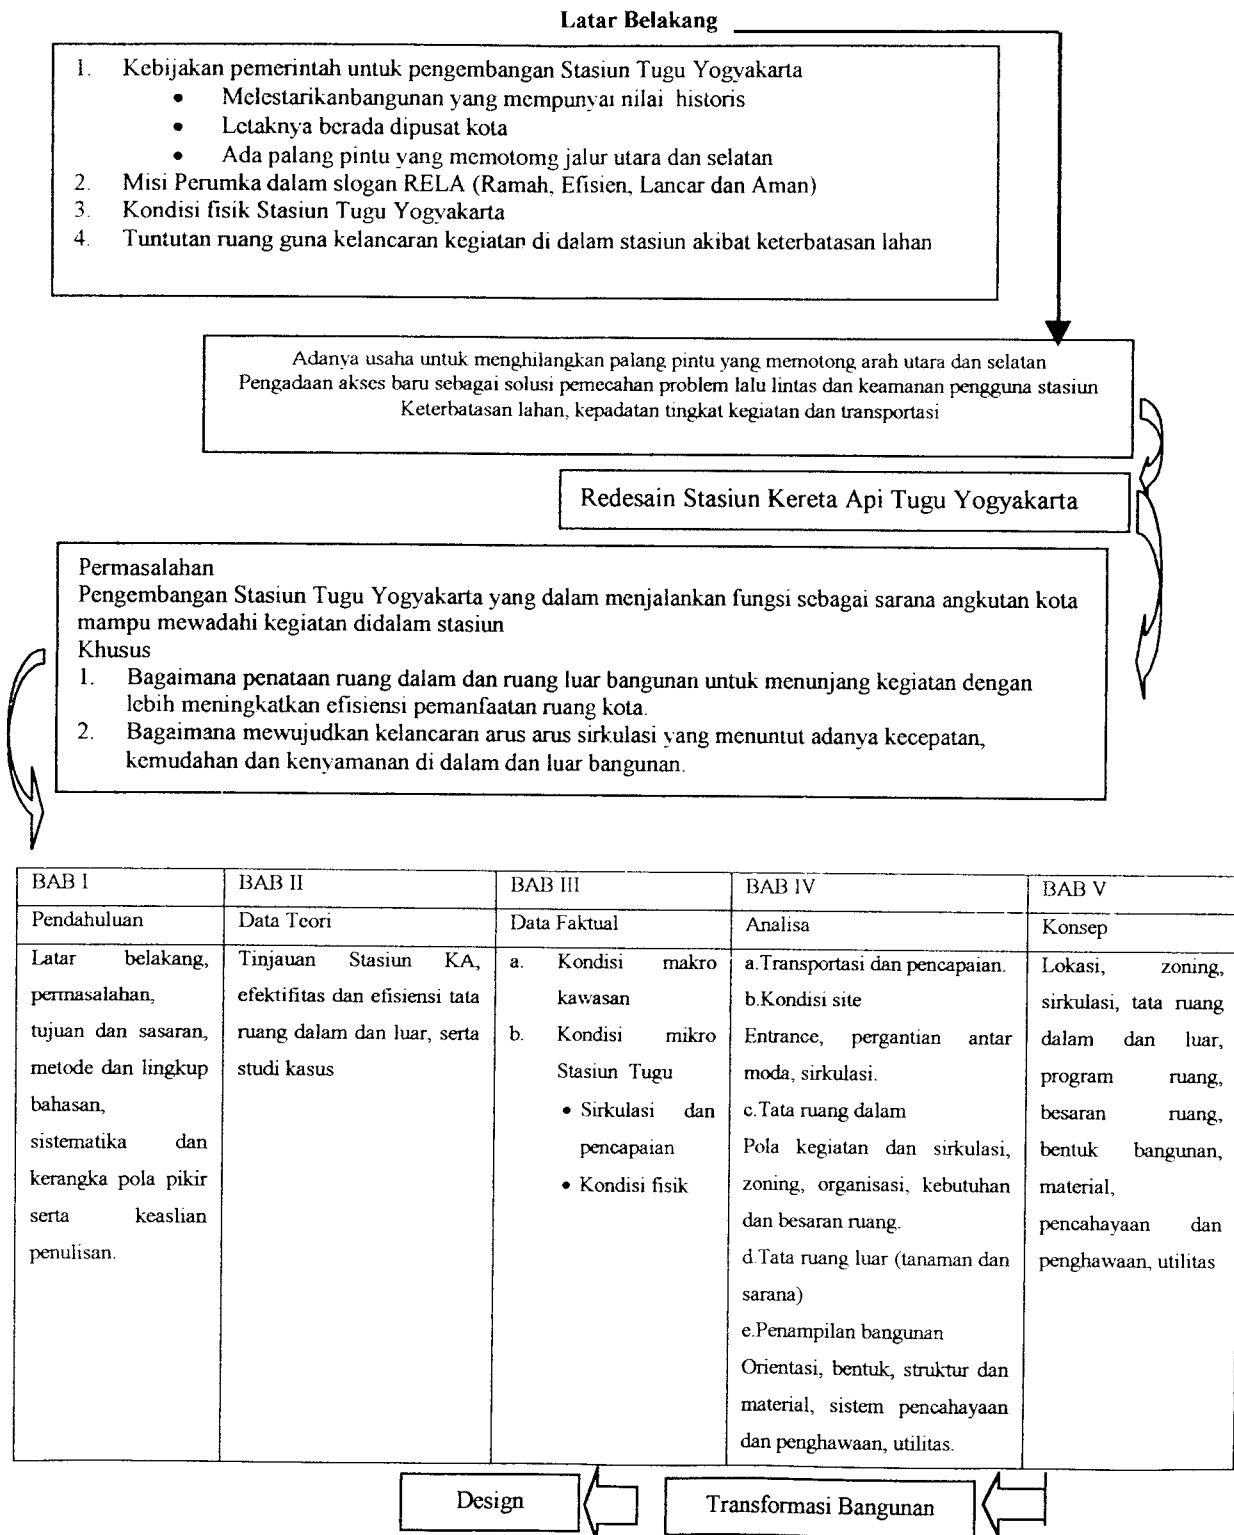 Latar Belakang
1. Kebijakan pemerintah untuk pengembangan Stasiun Tugu Yogyakarta
• Melestarikanbangunan yang mempunyai nilai historis
• Letaknya berada dipusat kota
• Ada palang pintu yang memotomg jalur utara dan selatan
2. Misi Perumka dalam slogan RELA (Ramah, Efisien, Lancar dan Aman)
3. Kondisi fisik Stasiun Tugu Yogyakarta
4. Tuntutan ruang guna kelancaran kegiatan di dalam stasiun akibat keterbatasan lahan
Adanya usaha untuk menghilangkan palang pintu yang memotong arah utara dan selatan
Pengadaan akses baru sebagai solusi pemecahan problem lalu lintas dan keamanan pengguna stasiun
Keterbatasan lahan, kepadatan tingkat kegiatan dan transportasi
Redesain Stasiun Kereta Api Tugu Yogyakarta
Permasalahan
Pengembangan Stasiun Tugu Yogyakarta yang dalam menjalankan fungsi sebagai sarana angkutan kota
mampu mewadahi kegiatan didalam stasiun
Khusus
1. Bagaimana penataan ruang dalam dan ruang luar bangunan untuk menunjang kegiatan dengan
lebih meningkatkan efisiensi pemanfaatan ruang kota.
2. Bagaimana mewujudkan kelancaran arus arus sirkulasi yang menuntut adanya kecepatan,
kemudahan dan kenyamanan di dalam dan luar bangunan.
BAB I
Pendahuluan
Latar belakang,
permasalahan,
tujuan dan sasaran,
metode dan lingkup
bahasan,
sistematika dan
kerangka pola pikir
serta keaslian
penulisan.
BAB II
Data Teori
Tinjauan Stasiun KA,
efektifitas dan efisiensi tata
ruang dalam dan luar, serta
studi kasus
BAB III
Data Faktual
a. Kondisi makro
kawasan
b. Kondisi mikro
Stasiun Tugu
• Sirkulasi dan
pencapaian
• Kondisi fisik
BAB IV
Analisa
a.Transportasi dan pencapaian.
b.Kondisi site
Entrance, pergantian antar
moda, sirkulasi.
c.Tata ruang dalam
Pola kegiatan dan sirkulasi,
zoning, organisasi, kebutuhan
dan besaran ruang.
d.Tata ruang luar (tanaman dan
sarana)
e.Penampilan bangunan
Orientasi, bentuk, struktur dan
material, sistem pencahayaan
dan penghawaan, utilitas.
BAB V
Konsep
Lokasi, zoning,
sirkulasi, tata ruang
dalam dan luar,
program ruang,
besaran ruang,
bentuk bangunan,
material,
pencahayaan dan
penghawaan, utilitas
Design
Transformasi Bangunan